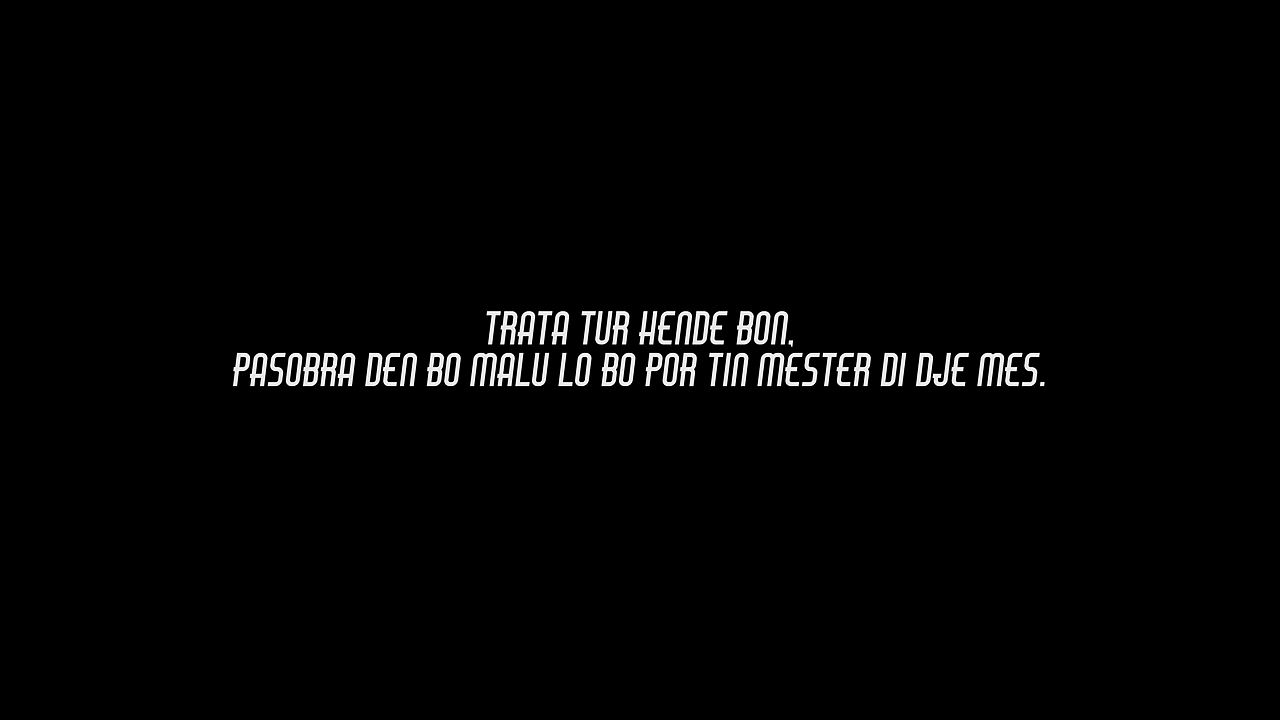 TRATA TUR HENDE BON,
PASOBRA DEN BO MALU LO BO POR TIN MESTER DI DJE MES.